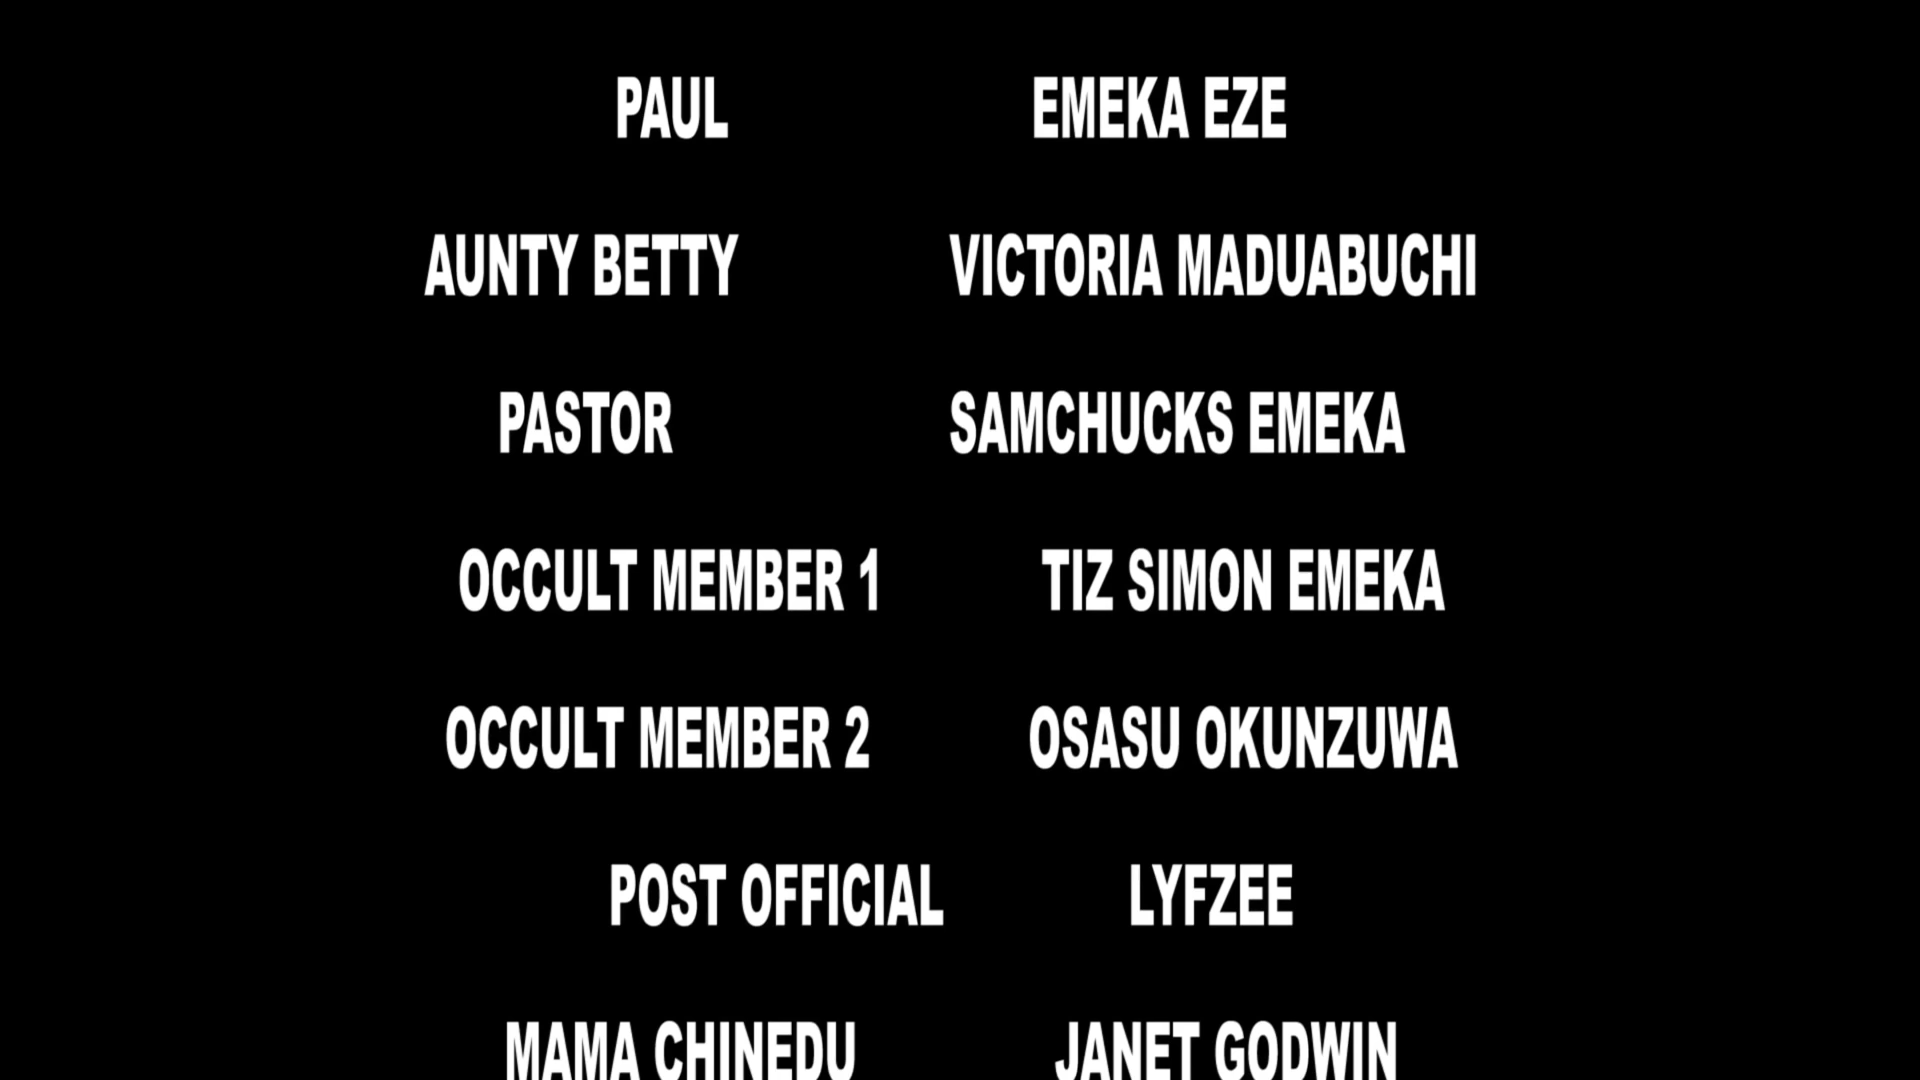 PAUL EMEKA EZE
AUNTY BETTY VICTORIA MADUABUCHI
PASTOR SAMCHUCKS EMEKA
OCCULT MEMBER 1 TIZ SIMON EMEKA
OCCULT MEMBER 2 OSASU OKUNZUWA
POST OFFICIAL LYFZEE
MAMA CHINEDU JANET GODWIN